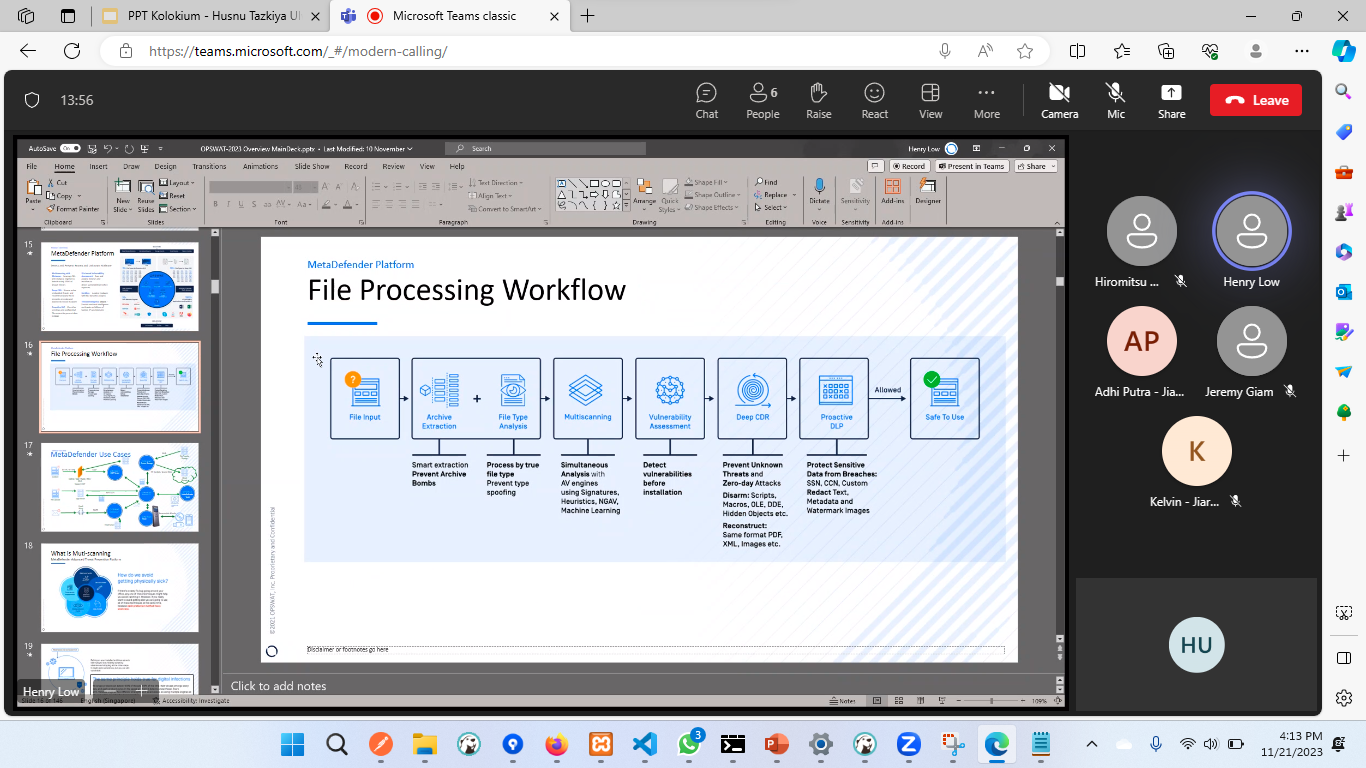 PPT Kolokium - Husnu Tazkiya Ul
Microsoft Teams classic
https://teams.microsoft.com/_#/modern-calling/
13:56
Chat
People
6
Raise
React
View
More
Camera
Mic
Share
Leave
AutoSave On
OPSWAT-2023 Overview MainDeck.pptx • Last Modified: 10 November
Search
Henry Low
File Home Insert Draw Design Transitions Animations Slide Show Record Review View Help
Record
Present in Teams
Share
Paste
Cut
Copy
Format Painter
Clipboard
New Slide
Reuse Slides
Layout
Reset
Section
Slides
Font
Text Direction
Align Text
Convert to SmartArt
Paragraph
Arrange
Quick Styles
Shape Fill
Shape Outline
Shape Effects
Drawing
Find
Replace
Select
Editing
Dictate
Voice
Sensitivity
Sensitivity
Add-ins
Add-ins
Designer
15
MetaDefender Platform
16
File Processing Workflow
17
MetaDefender Use Cases
18
What is Muti-scanning
How do we avoid
getting physically sick?
19
MetaDefender Platform
File Processing Workflow
File Input
Archive
Extraction
+
File Type
Analysis
Multiscanning
Vulnerability
Assessment
Deep CDR
Proactive
DLP
Allowed
Safe To Use
Smart extraction
Prevent Archive
Bombs
Process by true
file type
Prevent type
spoofing
Simultaneous
Analysis with
AV engines
using Signatures,
Heuristics, NGAV,
Machine Learning
Detect
vulnerabilities
before
installation
Prevent Unknown
Threats and
Zero-day Attacks
Disarm: Scripts,
Macros, OLE, DDE,
Hidden Objects etc.
Reconstruct:
Same format PDF,
XML, Images etc.
Protect Sensitive
Data from Breaches:
SSN, CCN, Custom
Redact Text,
Metadata and
Watermark Images
©2021 OPSWAT, Inc. Proprietary and Confidential
Disclaimer or footnotes go here
Click to add notes
Henry Low
English (Singapore)
Accessibility: Investigate
Notes
109%
Hiromitsu ...
Henry Low
AP
Adhi Putra - Jia...
Jeremy Giam
K
Kelvin - Jiar...
HU
3
4:13 PM
11/21/2023